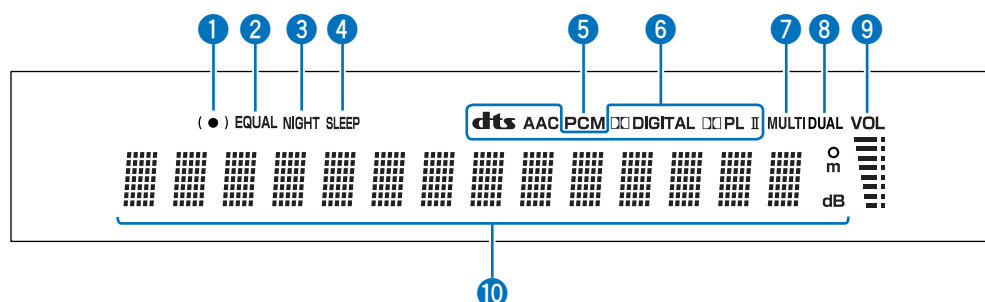 1 2 3 4 5 6 7 8 9
(●) EQUAL NIGHT SLEEP dts AAC PCM DIGITAL PL II MULTI DUAL VOL
o
m
dB
10